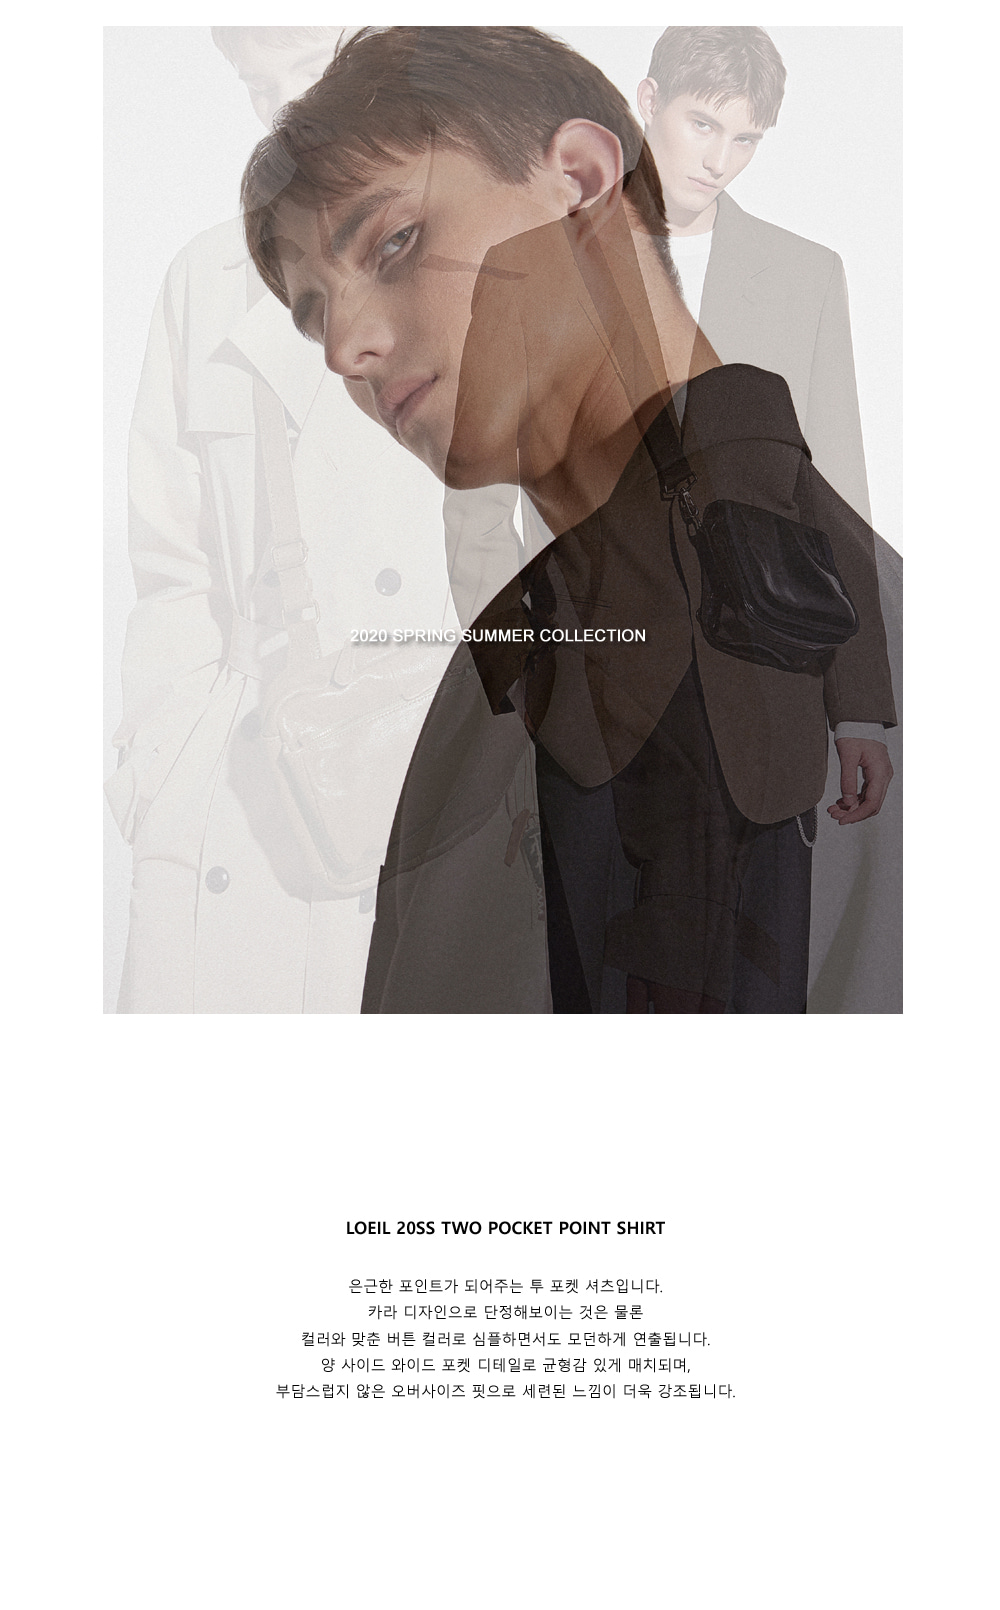 2020 SPRING SUMMER COLLECTION
LOEIL 20SS TWO POCKET POINT SHIRT
은근한 포인트가 되어주는 투 포켓 셔츠입니다.
카라 디자인으로 단정해보이는 것은 물론
컬러와 맞춘 버튼 컬러로 심플하면서도 모던하게 연출됩니다.
양 사이드 와이드 포켓 디테일로 균형감 있게 매치되며,
부담스럽지 않은 오버사이즈 핏으로 세련된 느낌이 더욱 강조됩니다.